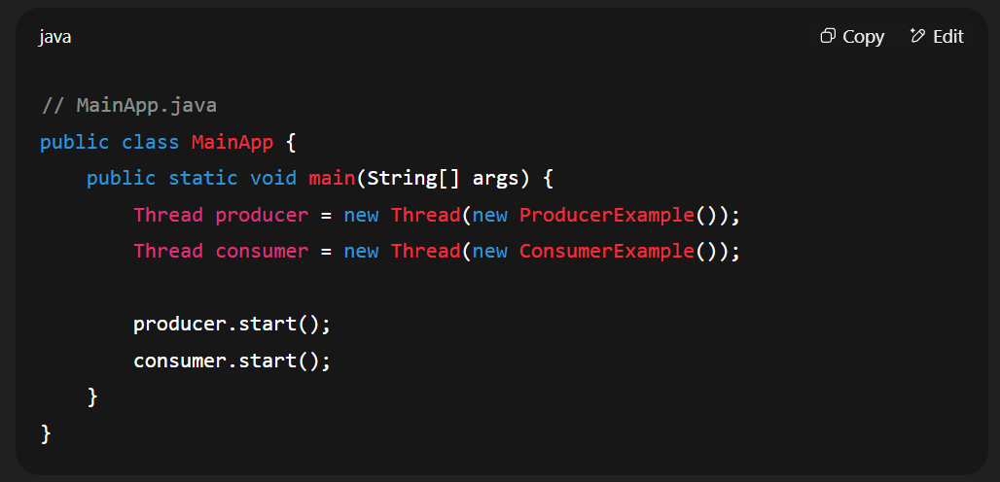 java
Copy
Edit
// MainApp.java
public class MainApp {
    public static void main(String[] args) {
        Thread producer = new Thread(new ProducerExample());
        Thread consumer = new Thread(new ConsumerExample());

        producer.start();
        consumer.start();
    }
}